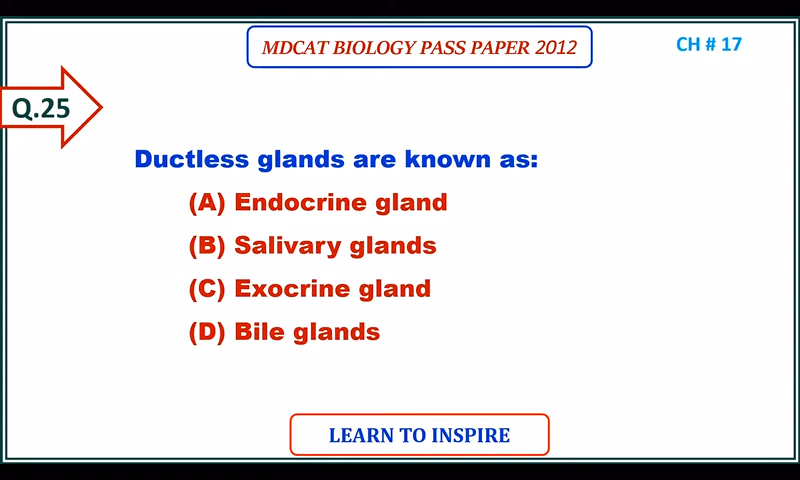 MDCAT BIOLOGY PASS PAPER 2012
CH # 17
Q.25
Ductless glands are known as:
(A) Endocrine gland
(B) Salivary glands
(C) Exocrine gland
(D) Bile glands
LEARN TO INSPIRE